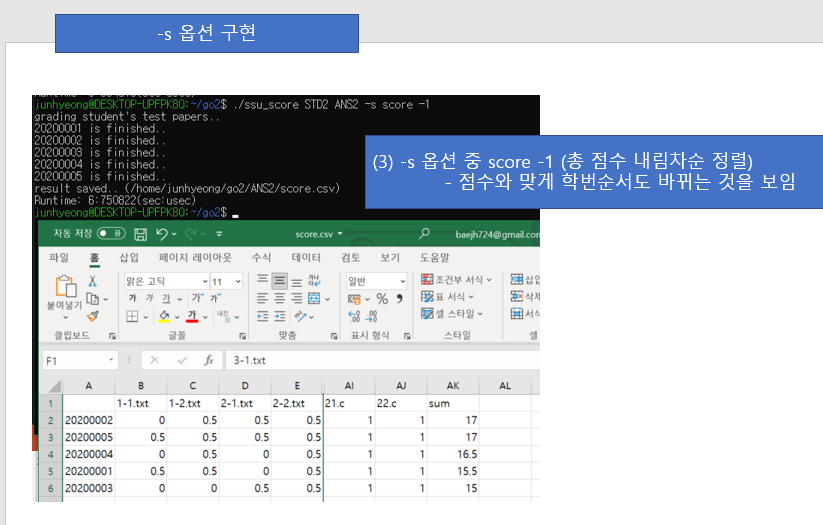 -s 옵션 구현
junhyeong@DESKTOP-UPFPK8O:~/go2$ ./ssu_score STD2 ANS2 -s score -1
grading student's test papers..
20200001 is finished..
20200002 is finished..
20200003 is finished..
20200004 is finished..
20200005 is finished..
result saved.. (/home/junhyeong/go2/ANS2/score.csv)
Runtime: 6:750822(sec:usec)
junhyeong@DESKTOP-UPFPK8O:~/go2$
(3) -s 옵션 중 score -1 (총 점수 내림차순 정렬)
- 점수와 맞게 학번순서도 바뀌는 것을 보임
자동 저장 끔 score.csv baejh724@gmail.con
파일 홈 삽입 페이지 레이아웃 수식 데이터 검토 보기 도움말
붙여넣기 맑은 고딕 11 일반 조건부 서식 삽입
가 가 가 가 가 % 표 서식 삭제
가 내천 셀 스타일 서식
클립보드 글꼴 맞춤 표시 형식 스타일 셀
F1 fx 3-1.txt
A B C D E AI AJ AK AL
1 1-1.txt 1-2.txt 2-1.txt 2-2.txt 21.c 22.c sum
2 20200002 0 0.5 0.5 0.5 1 1 17
3 20200005 0.5 0.5 0.5 0.5 1 1 17
4 20200004 0 0.5 0 0.5 1 1 16.5
5 20200001 0.5 0.5 0 0.5 1 1 15.5
6 20200003 0 0 0.5 0.5 1 1 15